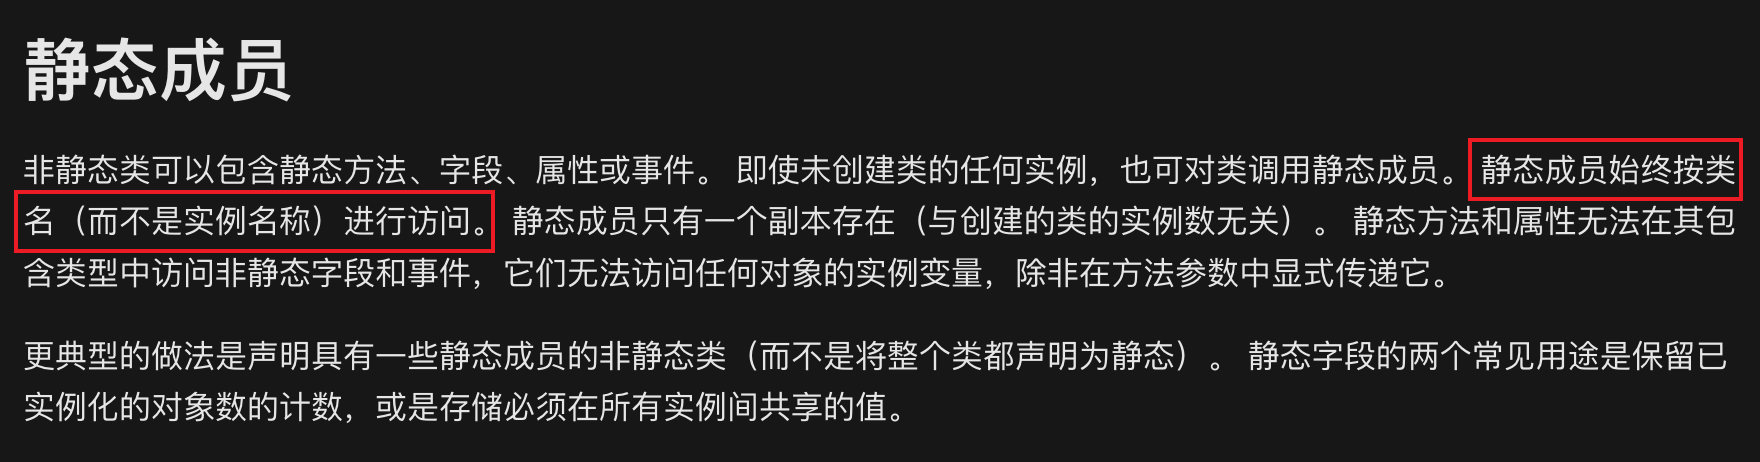 静态成员
非静态类可以包含静态方法、字段、属性或事件。 即使未创建类的任何实例，也可对类调用静态成员。 静态成员始终按类
名（而不是实例名称）进行访问。 静态成员只有一个副本存在（与创建的类的实例数无关）。 静态方法和属性无法在其包
含类型中访问非静态字段和事件，它们无法访问任何对象的实例变量，除非在方法参数中显式传递它。
更典型的做法是声明具有一些静态成员的非静态类（而不是将整个类都声明为静态）。 静态字段的两个常见用途是保留已
实例化的对象数的计数，或是存储必须在所有实例间共享的值。